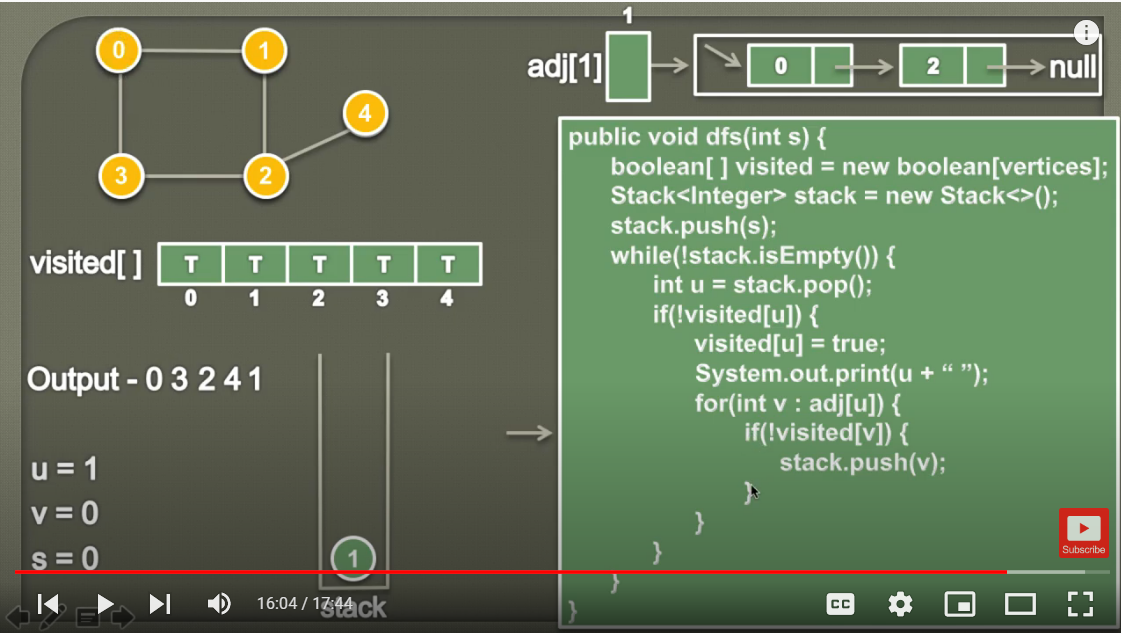 0 1
4
3 2
1
adj[1] 0 2 null
visited[ ] T T T T T
0 1 2 3 4
Output - 0 3 2 4 1
u = 1
v = 0
s = 0
1
stack
public void dfs(int s) {
boolean[ ] visited = new boolean[vertices];
Stack<Integer> stack = new Stack<>();
stack.push(s);
while(!stack.isEmpty()) {
int u = stack.pop();
if(!visited[u]) {
visited[u] = true;
System.out.print(u + “ ”);
for(int v : adj[u]) {
if(!visited[v]) {
stack.push(v);
}
}
}
}
}
Subscribe
16:04 / 17:44
CC